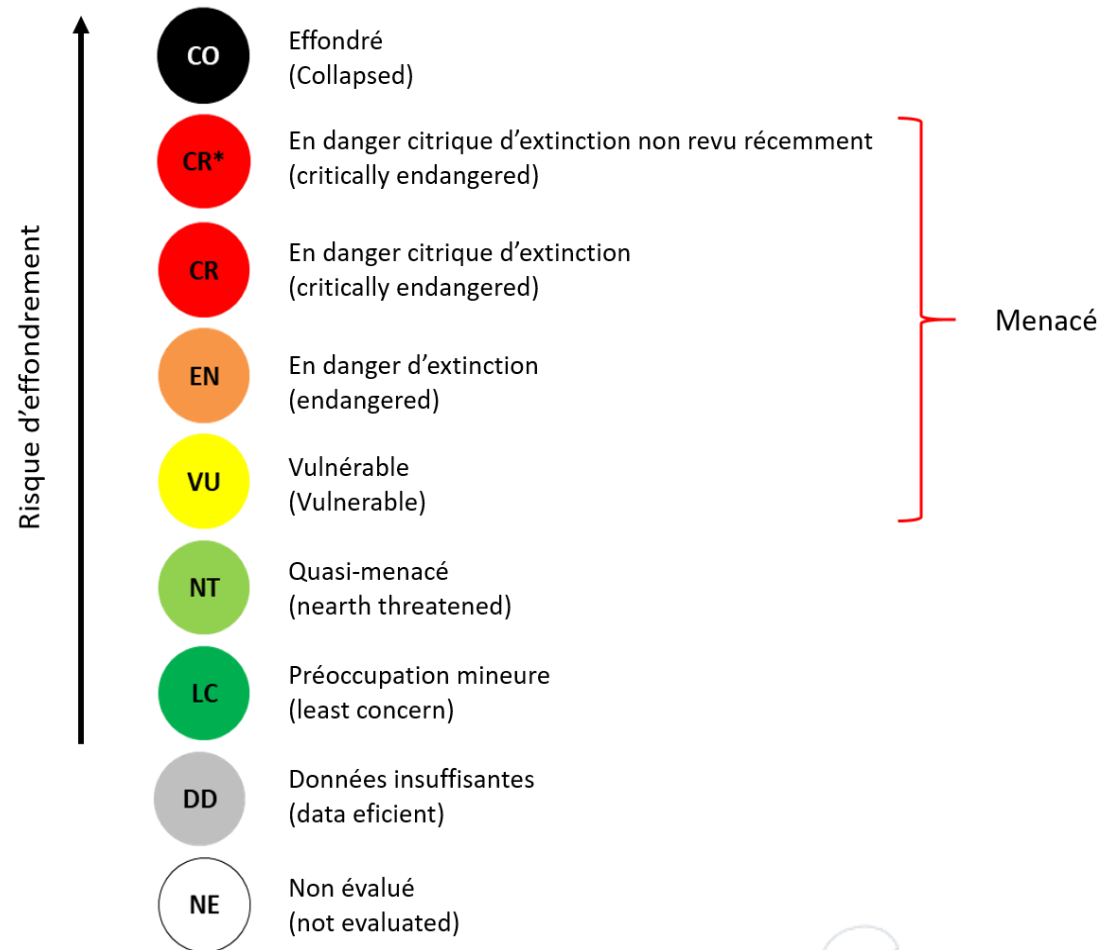 Risque d'effondrement
CO
Effondré
(Collapsed)
CR*
En danger citrique d'extinction non revu récemment
(critically endangered)
CR
En danger citrique d'extinction
(critically endangered)
EN
En danger d'extinction
(endangered)
VU
Vulnérable
(Vulnerable)
Menacé
NT
Quasi-menacé
(nearth threatened)
LC
Préoccupation mineure
(least concern)
DD
Données insuffisantes
(data eficient)
NE
Non évalué
(not evaluated)